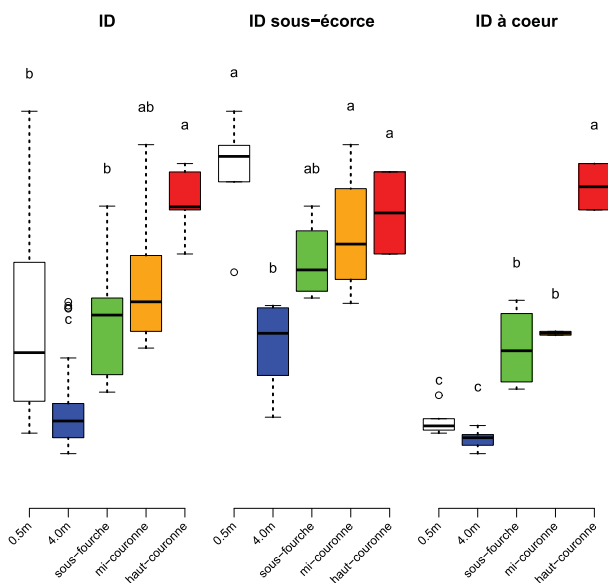 ID ID sous−écorce ID à coeur
b a
ab a a a
b ab
b b
c b
c c
0.5m 4.0m sous−fourche mi−couronne haut−couronne 0.5m 4.0m sous−fourche mi−couronne haut−couronne 0.5m 4.0m sous−fourche mi−couronne haut−couronne